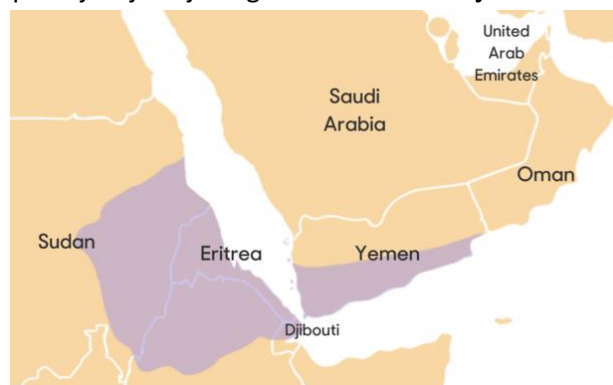 United
Arab
Emirates
Saudi
Arabia
Oman
Sudan
Eritrea
Yemen
Djibouti